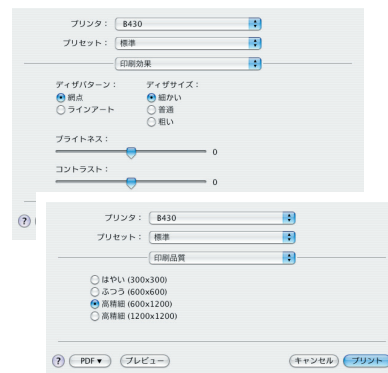 プリンタ： B430
プリセット： 標準
印刷効果
ディザパターン： ディザサイズ：
網点 細かい
ラインアート 普通
粗い
ブライトネス：
0
コントラスト：
0
?
プリンタ： B430
プリセット： 標準
印刷品質
はやい (300x300)
ふつう (600x600)
高精細 (600x1200)
高精細 (1200x1200)
? PDF▼ プレビュー キャンセル プリント